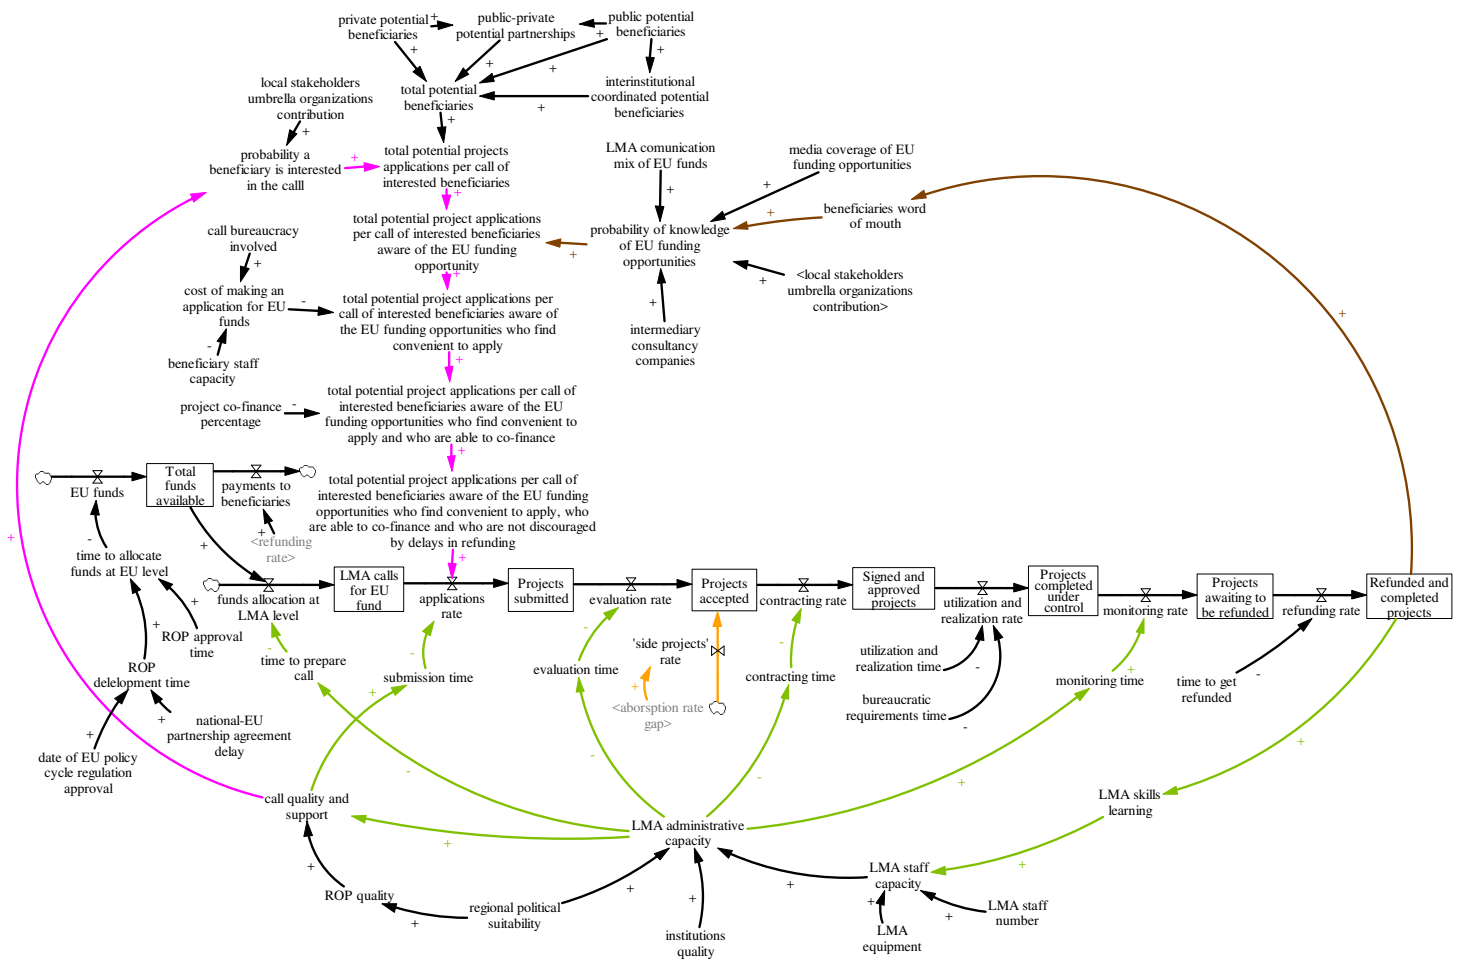 private potential
beneficiaries
+
public-private
potential partnerships
public potential
beneficiaries
+
+
+
+
+
+
total potential
beneficiaries
interinstitutional
coordinated potential
beneficiaries
+
+
local stakeholders
umbrella organizations
contribution
+
probability a
beneficiary is interested
in the calll
+
total potential projects
applications per call of
interested beneficiaries
+
LMA comunication
mix of EU funds
+
media coverage of EU
funding opportunities
+
beneficiaries word
of mouth
+
total potential project applications
per call of interested beneficiaries
aware of the EU funding
opportunity
+
+
probability of knowledge
of EU funding
opportunities
<local stakeholders
umbrella organizations
contribution>
+
+
intermediary
consultancy
companies
call bureaucracy
involved
+
cost of making an
application for EU
funds
-
-
beneficiary staff
capacity
total potential project applications per
call of interested beneficiaries aware of
the EU funding opportunities who find
convenient to apply
+
+
project co-finance
percentage
-
total potential project applications per call of
interested beneficiaries aware of the EU
funding opportunities who find convenient to
apply and who are able to co-finance
+
total potential project applications per call of
interested beneficiaries aware of the EU funding
opportunities who find convenient to apply, who
are able to co-finance and who are not discouraged
by delays in refunding
+
EU funds
Total
funds
available
payments to
beneficiaries
+
<refunding
rate>
+
+
-
time to allocate
funds at EU level
+
+
ROP approval
time
funds allocation at
LMA level
LMA calls
for EU
fund
applications
rate
Projects
submitted
evaluation rate
Projects
accepted
contracting rate
Signed and
approved
projects
utilization and
realization rate
Projects
completed
under
control
monitoring rate
Projects
awaiting to
be refunded
refunding rate
Refunded and
completed
projects
-
time to prepare
call
-
submission time
-
evaluation time
'side projects'
rate
+
<aborsption rate
gap>
-
contracting time
utilization and
realization time
-
bureaucratic
requirements time
-
+
monitoring time
time to get
refunded
-
ROP
delelopment time
+
national-EU
partnership agreement
delay
+
date of EU policy
cycle regulation
approval
+
-
-
-
+
+
call quality and
support
+
LMA administrative
capacity
LMA skills
learning
+
+
ROP quality
+
regional political
suitability
+
+
institutions
quality
+
LMA staff
capacity
+
LMA
equipment
+
LMA staff
number